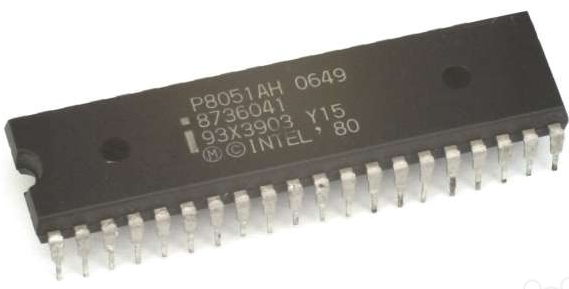 P8051AH 0649
i 8736041
93X3903 Y15
Ⓜ©INTEL '80